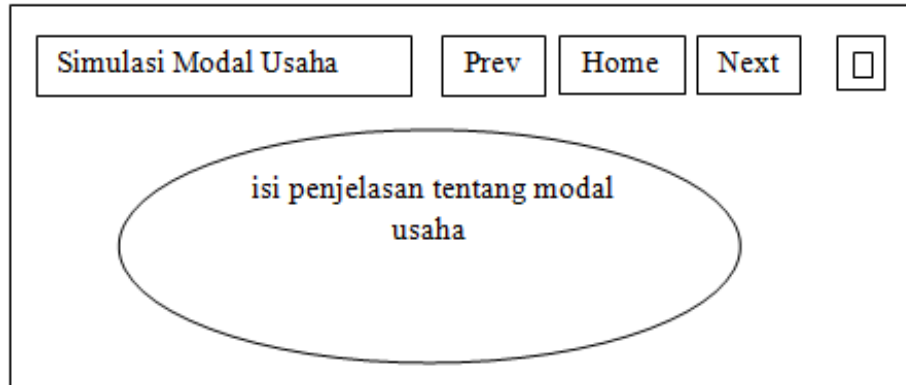 Simulasi Modal Usaha
Prev
Home
Next
isi penjelasan tentang modal
usaha